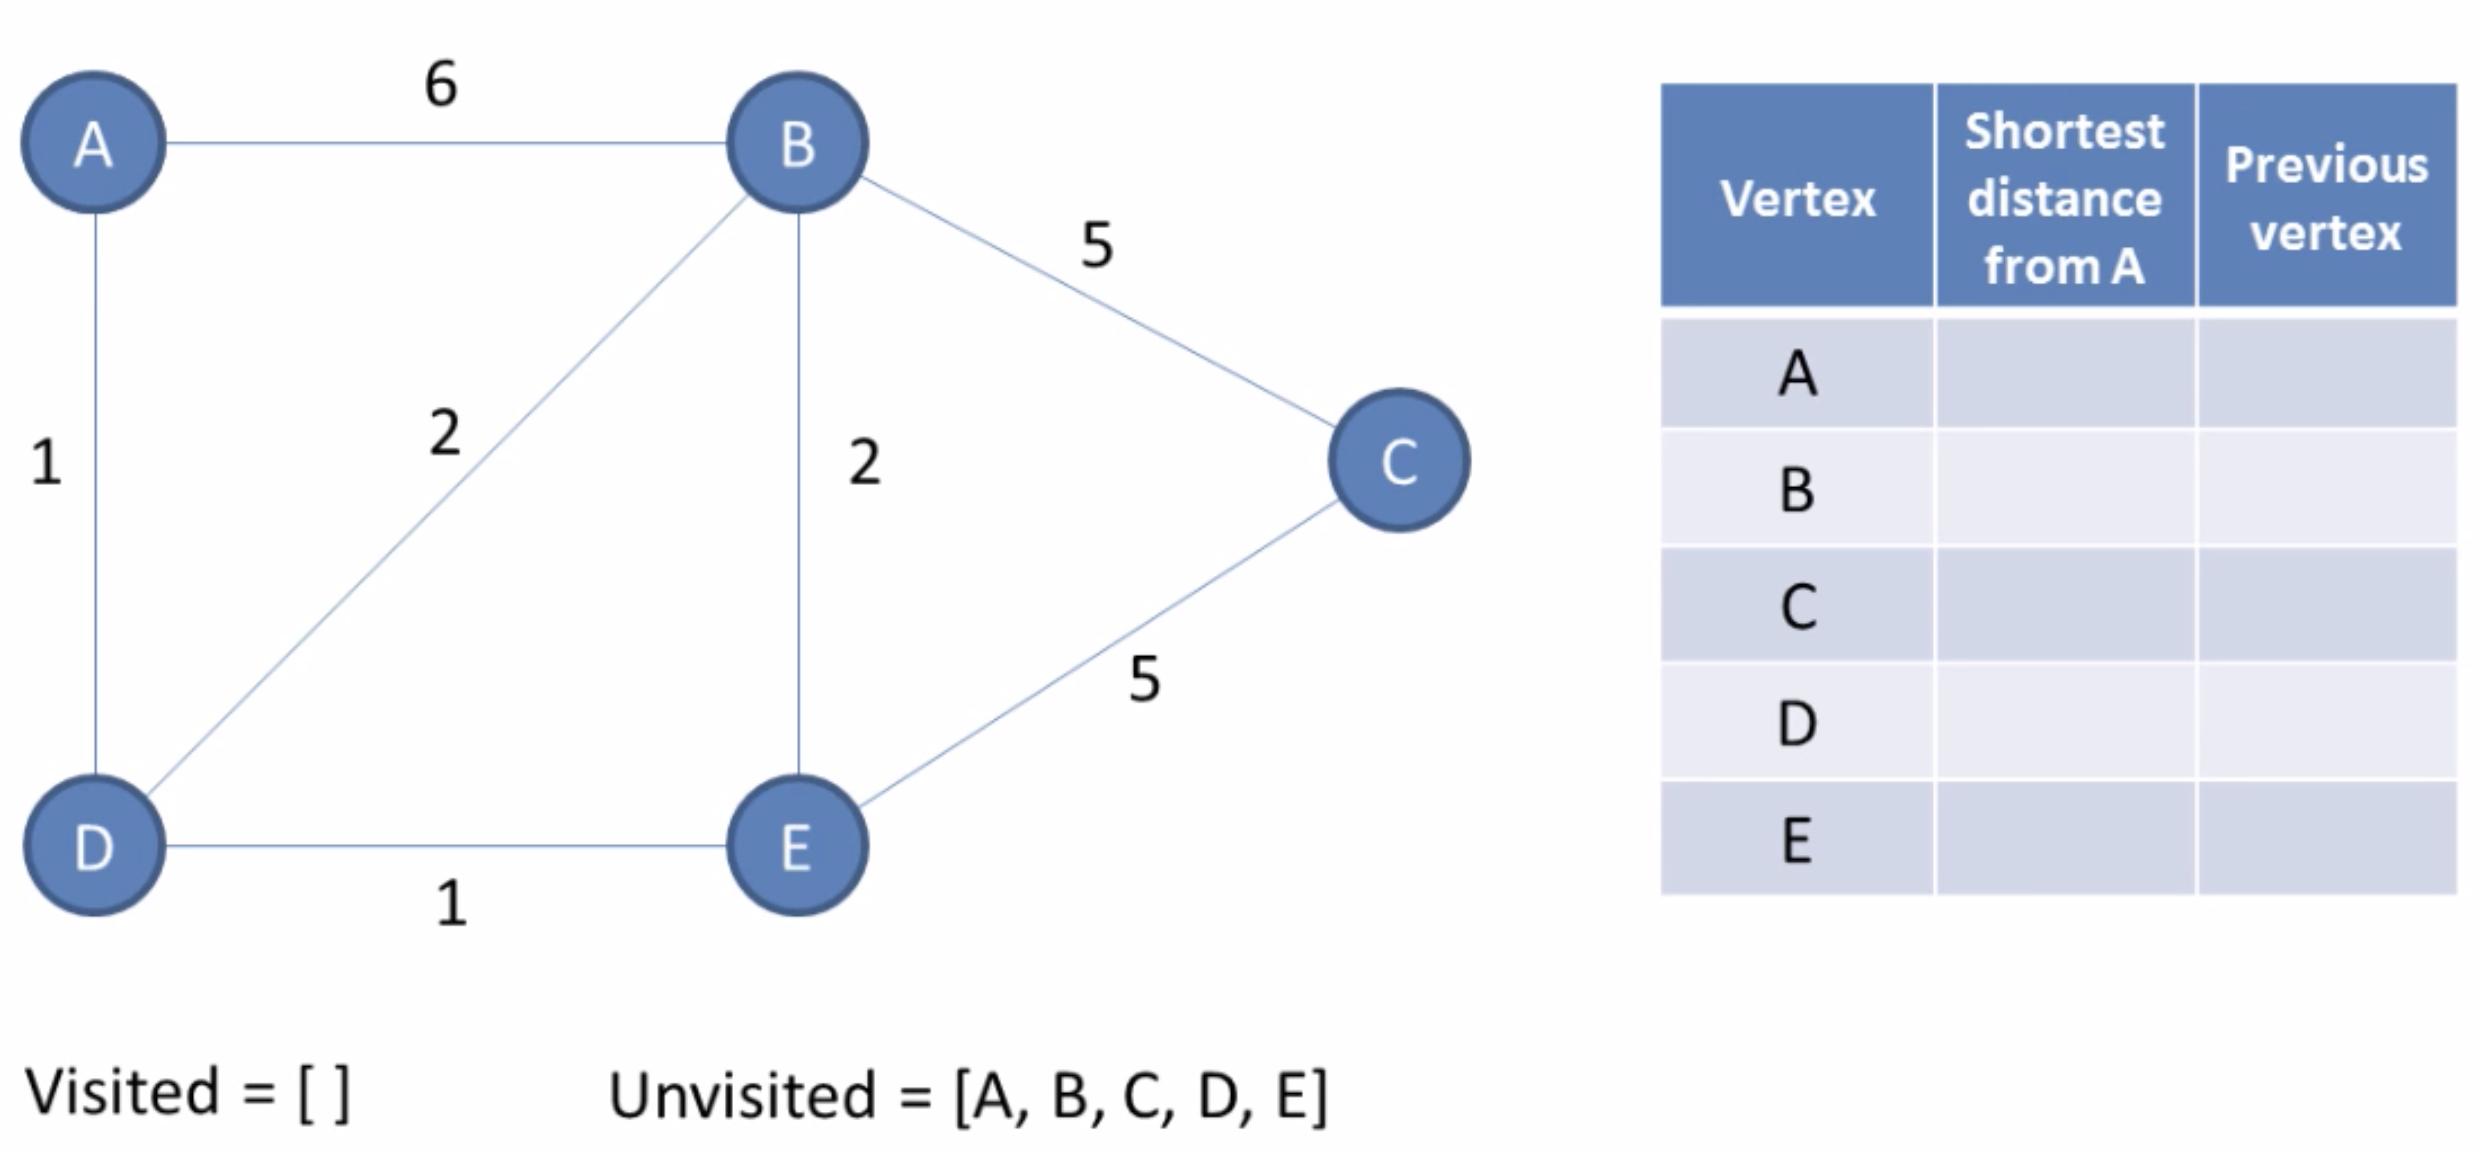 A
6
B
5
1
2
2
C
5
D
E
1
Vertex
Shortest
distance
from A
Previous
vertex
A
B
C
D
E
Visited = [ ]
Unvisited = [A, B, C, D, E]